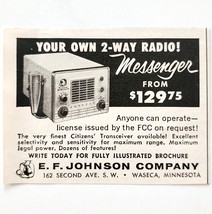 YOUR OWN 2-WAY RADIO!
Messenger
FROM
$129.75
Anyone can operate—
license issued by the FCC on request!
The very finest Citizens' Transceiver available! Excellent
selectivity and sensitivity for maximum range. Maximum
legal power. Dozens of features!
WRITE TODAY FOR FULLY ILLUSTRATED BROCHURE
E. F. JOHNSON COMPANY
162 SECOND AVE. S. W. • WASECA, MINNESOTA